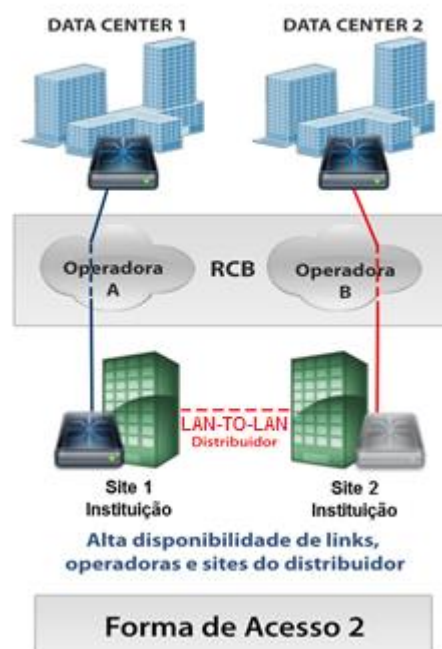 DATA CENTER 1
DATA CENTER 2
Operadora
A
RCB
Operadora
B
LAN-TO-LAN
Distribuidor
Site 1
Instituição
Site 2
Instituição
Alta disponibilidade de links,
operadoras e sites do distribuidor
Forma de Acesso 2